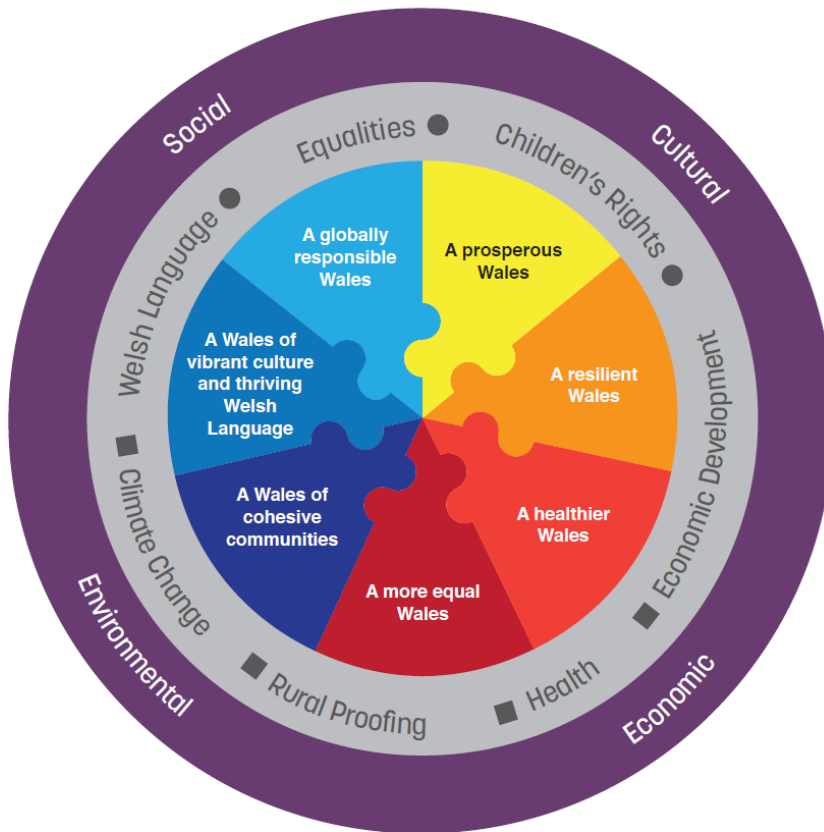 Social
Cultural
Economic
Environmental
Equalities
Children's Rights
Economic Development
Health
Rural Proofing
Climate Change
Welsh Language
A prosperous
Wales
A resilient
Wales
A healthier
Wales
A more equal
Wales
A Wales of
cohesive
communities
A Wales of
vibrant culture
and thriving
Welsh
Language
A globally
responsible
Wales